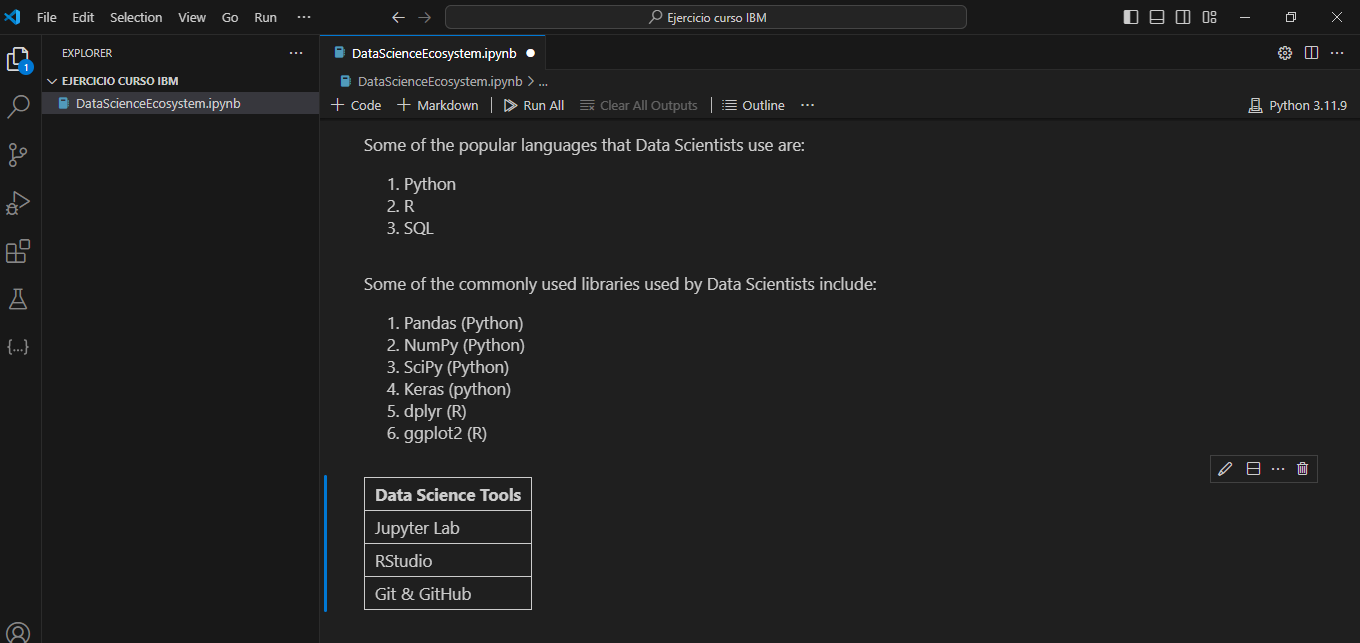 File Edit Selection View Go Run ...
Ejercicio curso IBM
EXPLORER ...
1
EJERCICIO CURSO IBM
DataScienceEcosystem.ipynb
DataScienceEcosystem.ipynb
DataScienceEcosystem.ipynb > ...
+ Code + Markdown Run All Clear All Outputs Outline ... Python 3.11.9
Some of the popular languages that Data Scientists use are:
1. Python
2. R
3. SQL
Some of the commonly used libraries used by Data Scientists include:
1. Pandas (Python)
2. NumPy (Python)
3. SciPy (Python)
4. Keras (python)
5. dplyr (R)
6. ggplot2 (R)
Data Science Tools
Jupyter Lab
RStudio
Git & GitHub